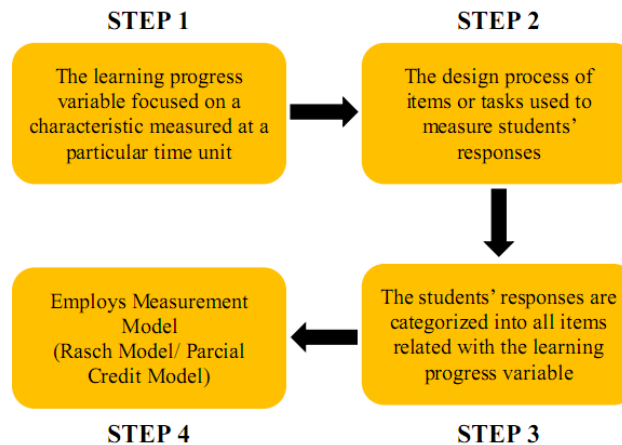 STEP 1
The learning progress
variable focused on a
characteristic measured at a
particular time unit
STEP 2
The design process of
items or tasks used to
measure students’
responses
The students’ responses are
categorized into all items
related with the learning
progress variable
STEP 3
Employs Measurement
Model
(Rasch Model/ Parcial
Credit Model)
STEP 4